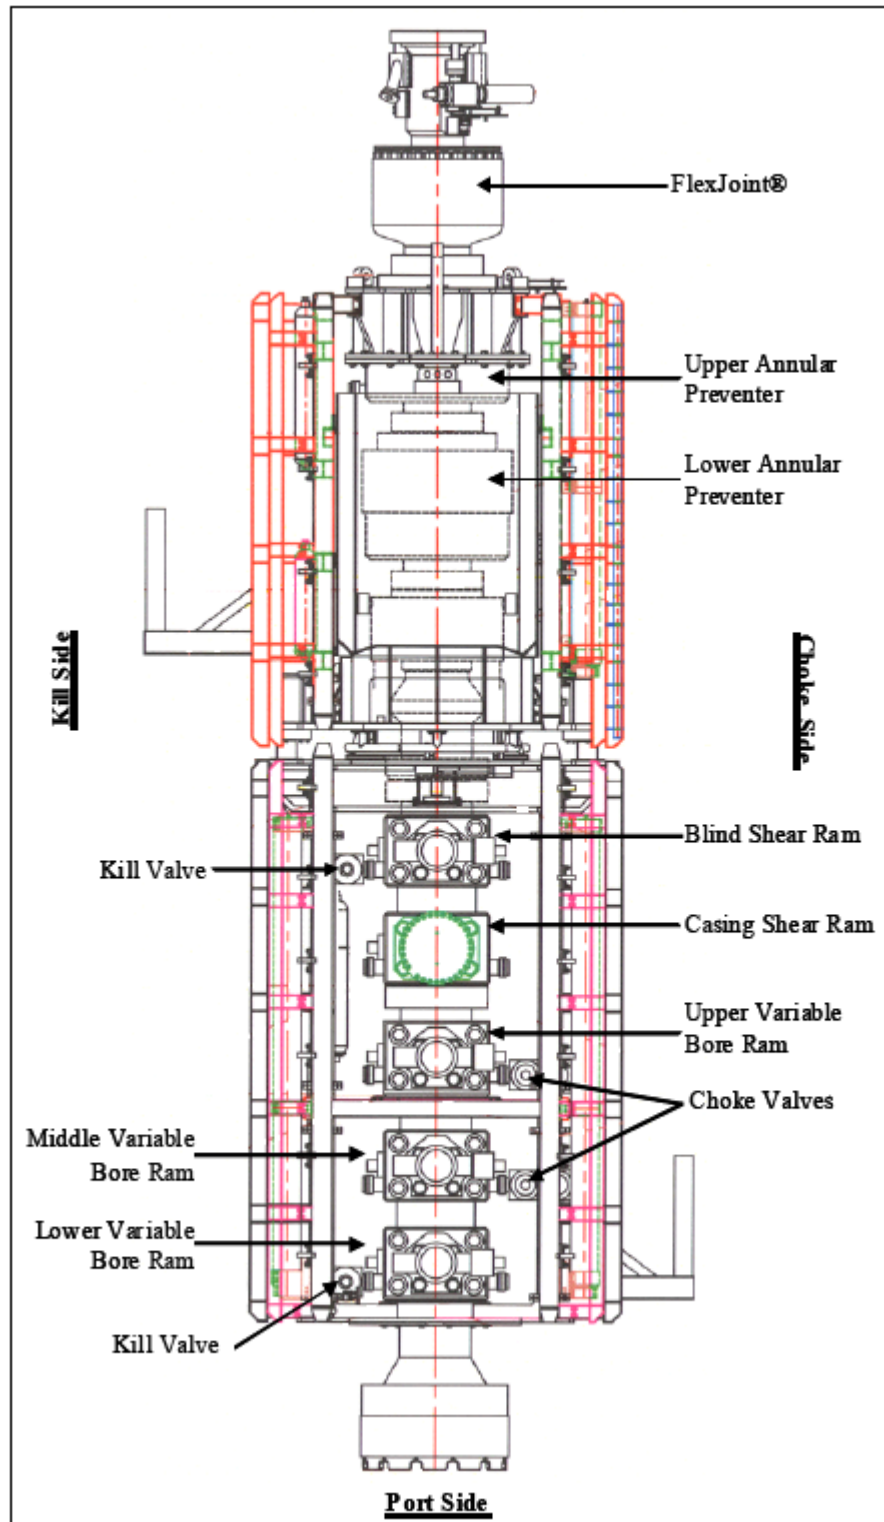 FlexJoint®
Upper Annular
Preventer
Lower Annular
Preventer
Kill Side
Choke Side
Blind Shear Ram
Kill Valve
Casing Shear Ram
Upper Variable
Bore Ram
Choke Valves
Middle Variable
Bore Ram
Lower Variable
Bore Ram
Kill Valve
Port Side